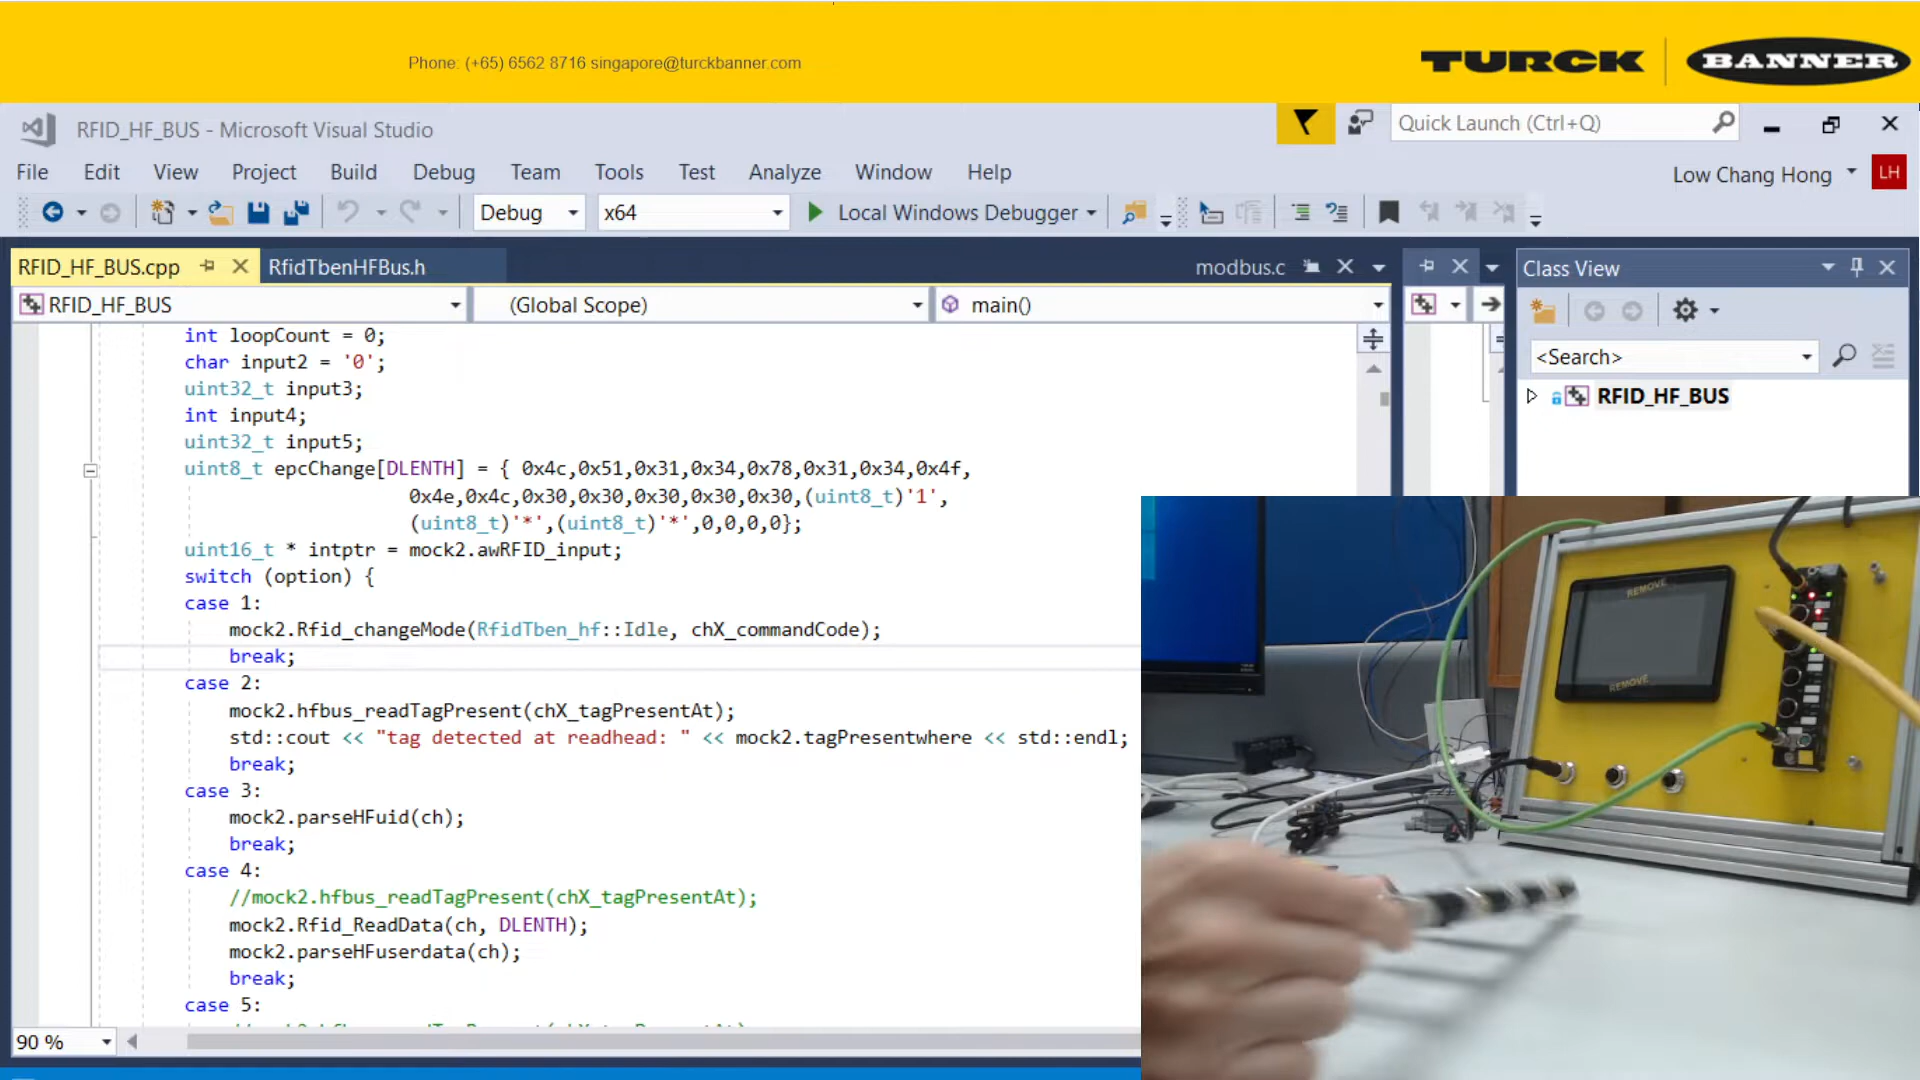 Phone: (+65) 6562 8716 singapore@turckbanner.com
TURCK
BANNER
RFID_HF_BUS - Microsoft Visual Studio
Quick Launch (Ctrl+Q)
File Edit View Project Build Debug Team Tools Test Analyze Window Help
Low Chang Hong
LH
Debug x64 Local Windows Debugger
RFID_HF_BUS.cpp RfidTbenHFBus.h modbus.c
Class View
RFID_HF_BUS (Global Scope) main()
<Search>
RFID_HF_BUS
int loopCount = 0;
char input2 = '0';
uint32_t input3;
int input4;
uint32_t input5;
uint8_t epcChange[DLENTH] = { 0x4c,0x51,0x31,0x34,0x78,0x31,0x34,0x4f,
0x4e,0x4c,0x30,0x30,0x30,0x30,0x30,(uint8_t)'1',
(uint8_t)'*',(uint8_t)'*',0,0,0,0};
uint16_t * intptr = mock2.awRFID_input;
switch (option) {
case 1:
mock2.Rfid_changeMode(RfidTben_hf::Idle, chX_commandCode);
break;
case 2:
mock2.hfbus_readTagPresent(chX_tagPresentAt);
std::cout << "tag detected at readhead: " << mock2.tagPresentwhere << std::endl;
break;
case 3:
mock2.parseHFuid(ch);
break;
case 4:
//mock2.hfbus_readTagPresent(chX_tagPresentAt);
mock2.Rfid_ReadData(ch, DLENTH);
mock2.parseHFuserdata(ch);
break;
case 5:
90 %
REMOVE
REMOVE